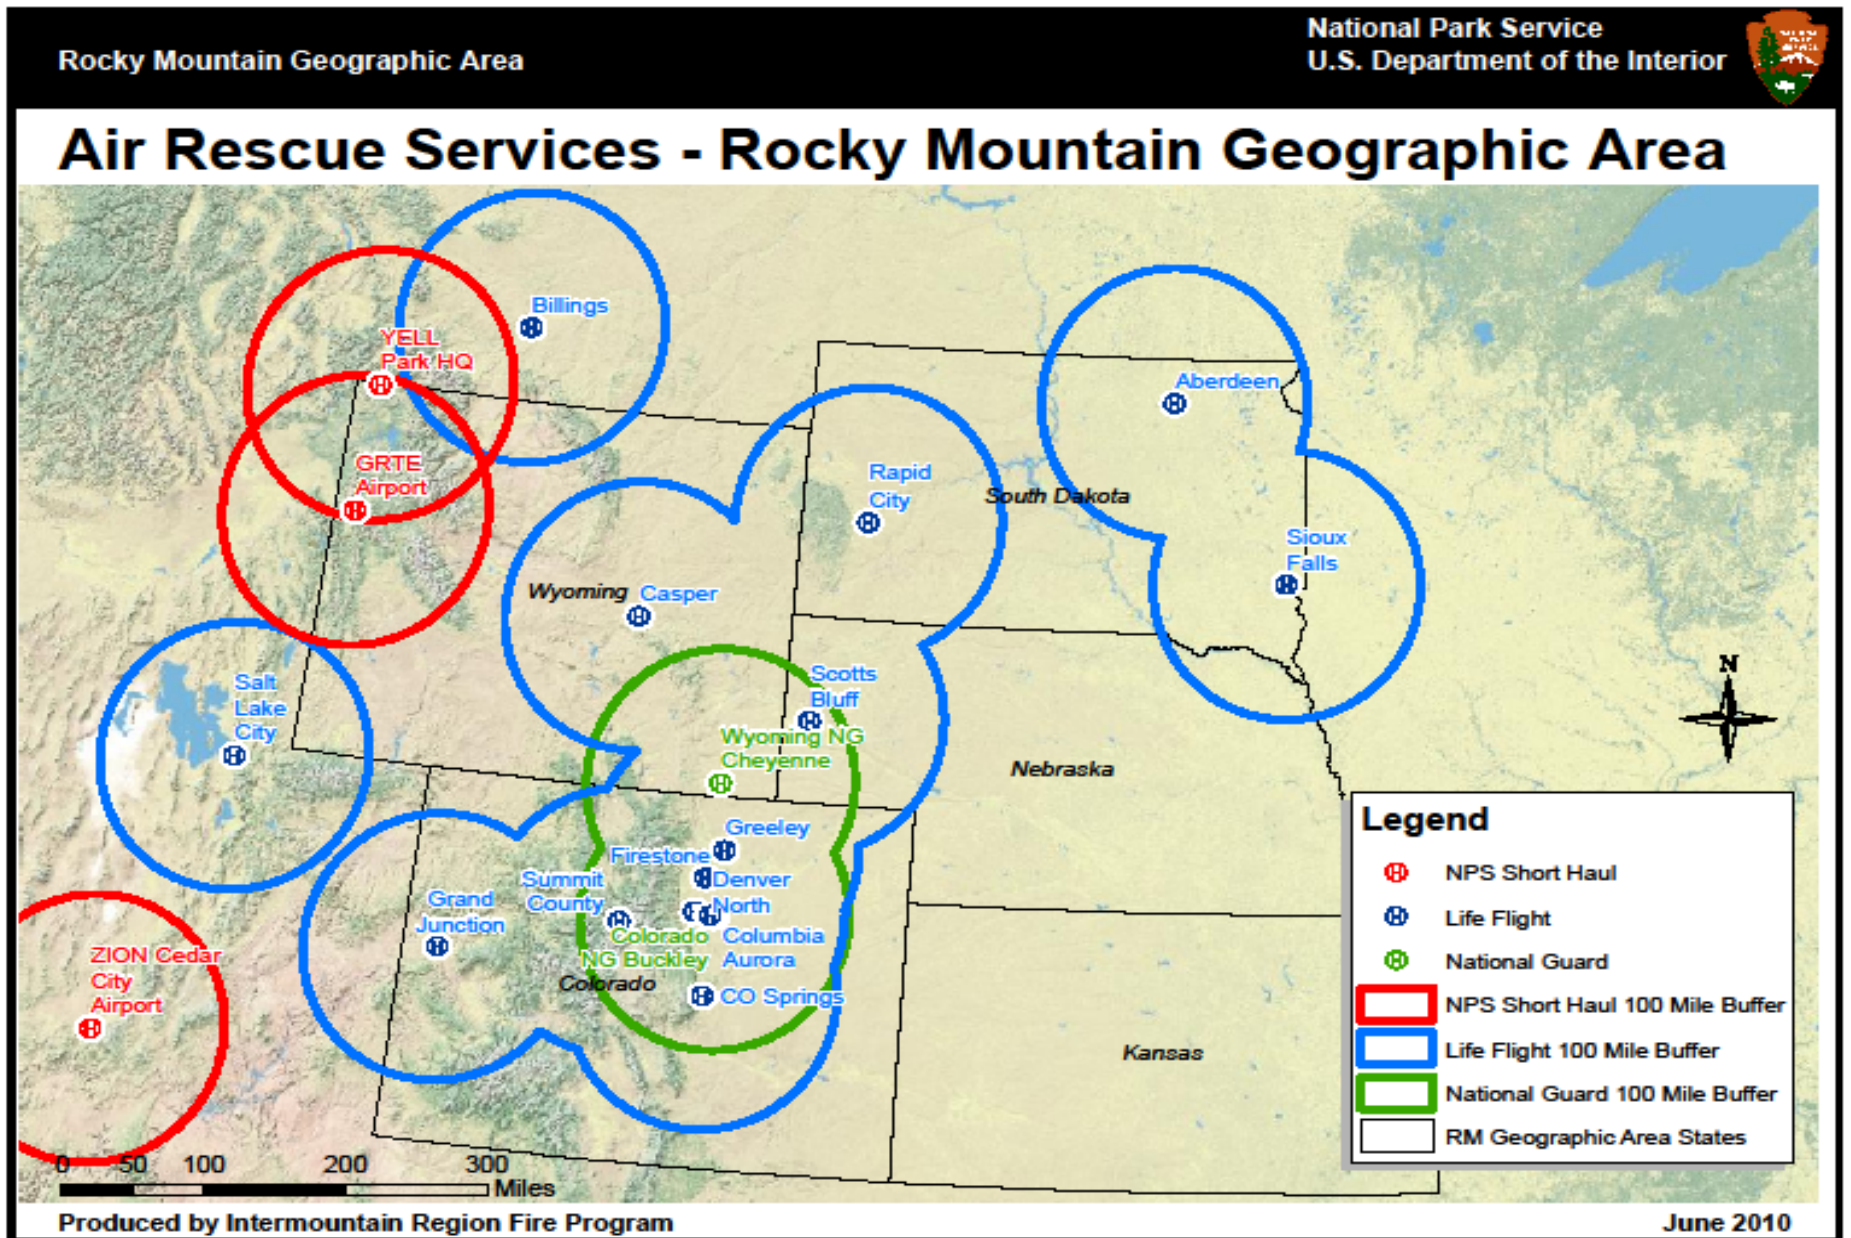 Rocky Mountain Geographic Area
National Park Service
U.S. Department of the Interior
Air Rescue Services - Rocky Mountain Geographic Area
Billings
YELL
Park HQ
GRTE
Airport
Aberdeen
Rapid
City
South Dakota
Sioux
Falls
Wyoming
Casper
Salt
Lake
City
Scotts
Bluff
Wyoming NG
Cheyenne
Nebraska
Greeley
Firestone
Denver
North
Summit
County
Grand
Junction
Colorado
NG Buckley
Columbia
Aurora
Colorado
CO Springs
ZION Cedar
City
Airport
Kansas
N
Legend
NPS Short Haul
Life Flight
National Guard
NPS Short Haul 100 Mile Buffer
Life Flight 100 Mile Buffer
National Guard 100 Mile Buffer
RM Geographic Area States
0 50 100 200 300
Miles
Produced by Intermountain Region Fire Program
June 2010